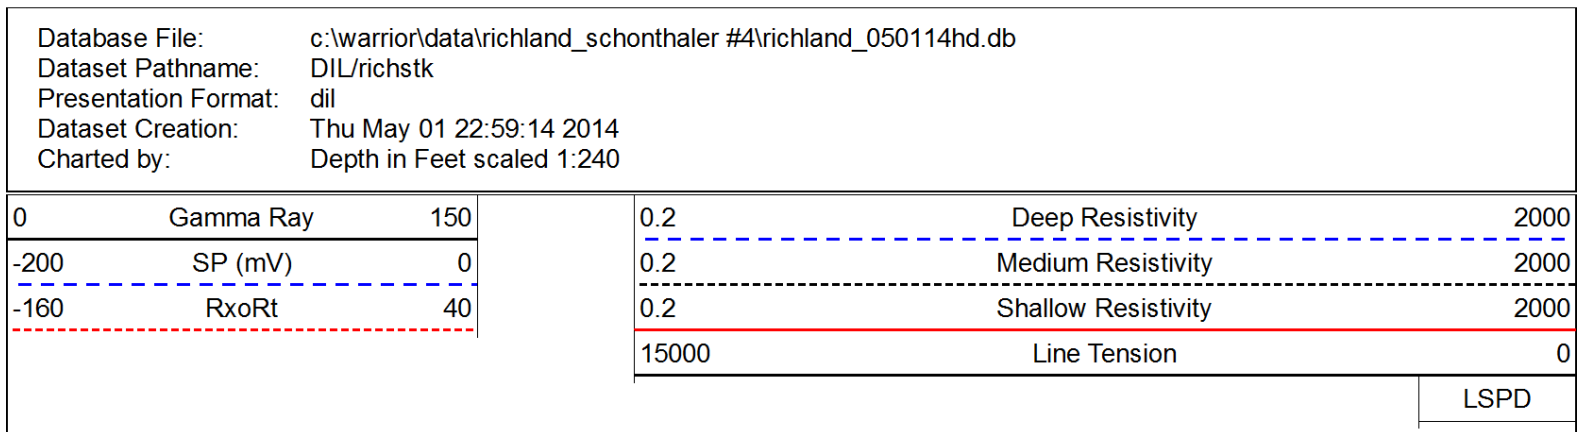 Database File: c:\warrior\data\richland_schonthaler #4\richland_050114hd.db
Dataset Pathname: DIL/richstk
Presentation Format: dil
Dataset Creation: Thu May 01 22:59:14 2014
Charted by: Depth in Feet scaled 1:240
0 Gamma Ray 150 0.2 Deep Resistivity 2000
-200 SP (mV) 0 0.2 Medium Resistivity 2000
-160 RxoRt 40 0.2 Shallow Resistivity 2000
15000 Line Tension 0
LSPD